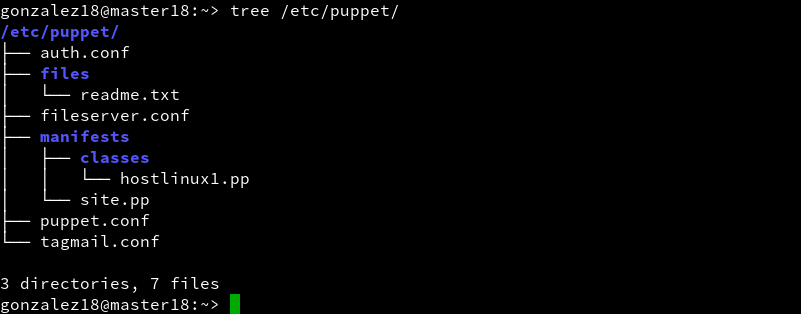 gonzalez18@master18:~> tree /etc/puppet/
/etc/puppet/
├── auth.conf
├── files
│   └── readme.txt
├── fileserver.conf
├── manifests
│   ├── classes
│   │   └── hostlinux1.pp
│   └── site.pp
├── puppet.conf
└── tagmail.conf
3 directories, 7 files
gonzalez18@master18:~>